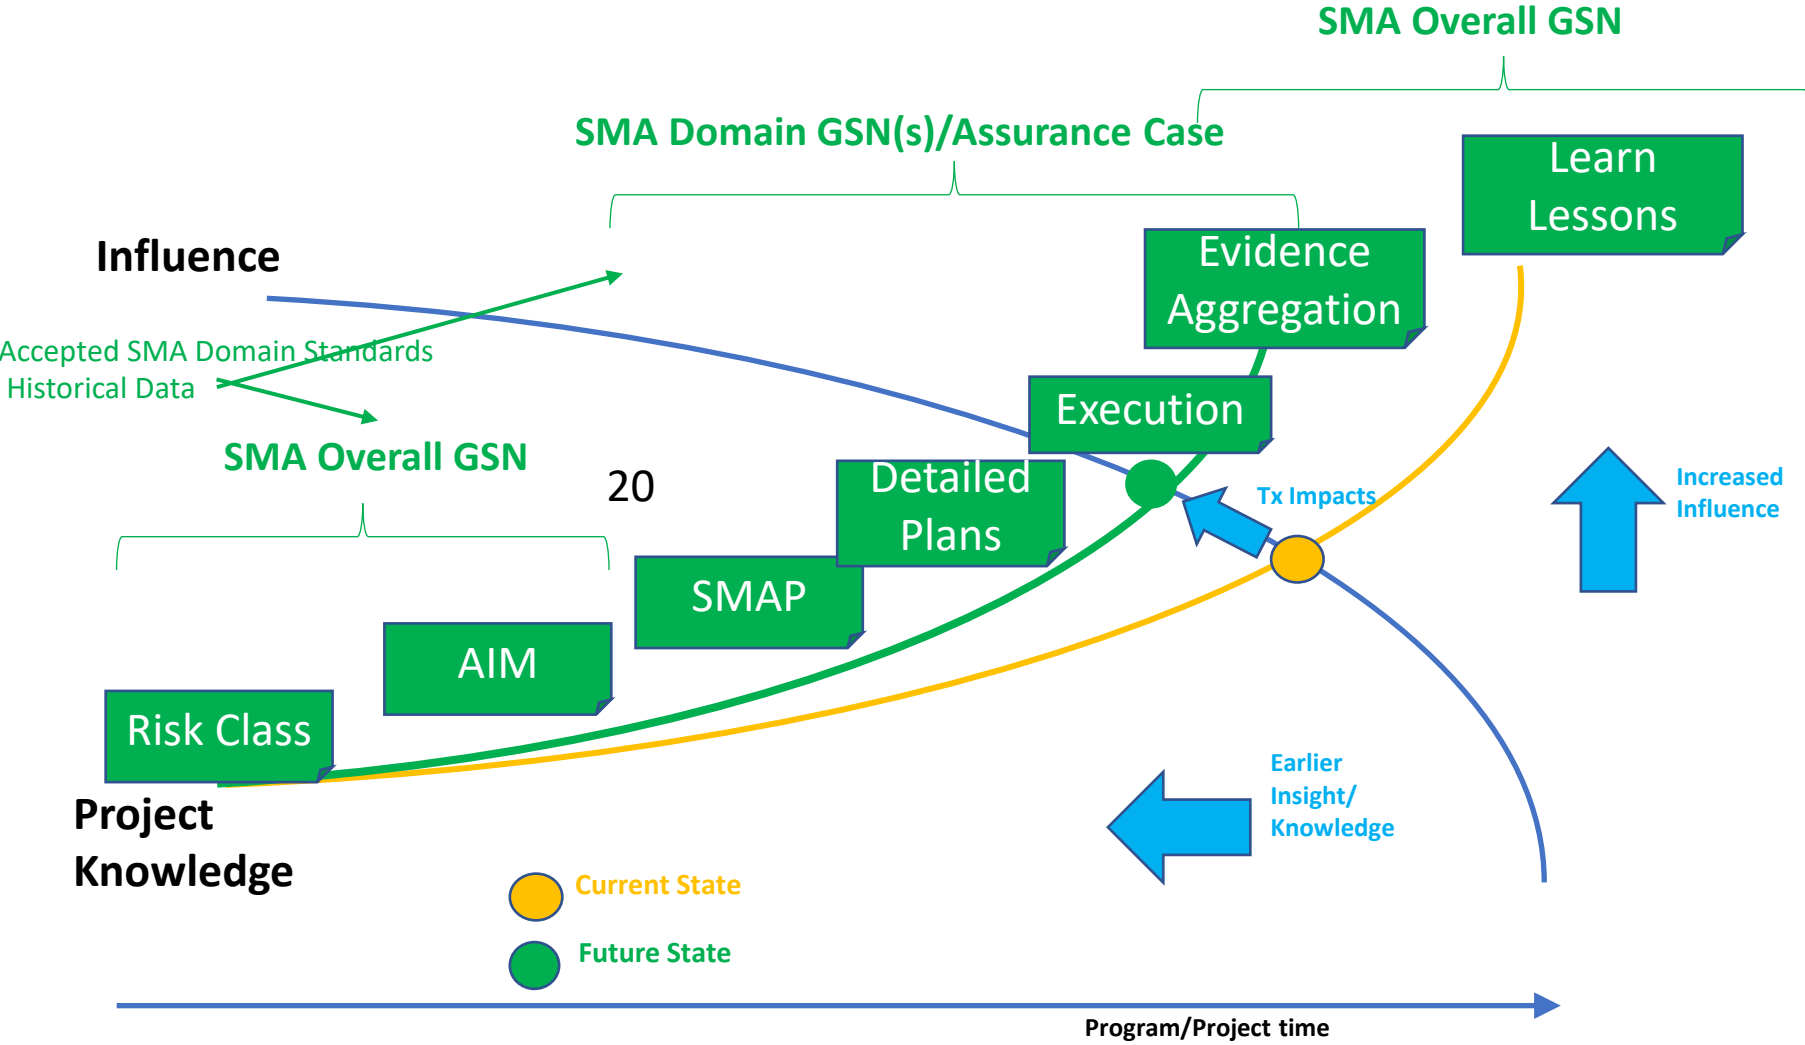 SMA Overall GSN
SMA Domain GSN(s)/Assurance Case
Learn
Lessons
Influence
Evidence
Aggregation
Accepted SMA Domain Standards
Historical Data
Execution
SMA Overall GSN
20
Detailed
Plans
Tx Impacts
Increased
Influence
SMAP
AIM
Risk Class
Project
Knowledge
Earlier
Insight/
Knowledge
Current State
Future State
Program/Project time